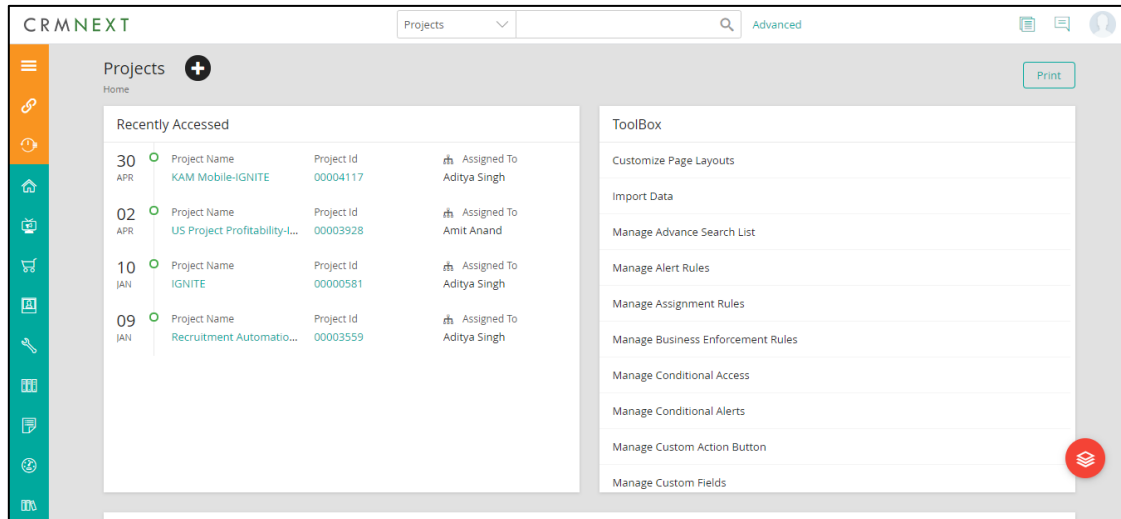 CRMNEXT
Projects
Advanced
Projects
Home
Print
Recently Accessed
30 APR
Project Name
KAM Mobile-IGNITE
Project Id
00004117
Assigned To
Aditya Singh
02 APR
Project Name
US Project Profitability-I...
Project Id
00003928
Assigned To
Amit Anand
10 JAN
Project Name
IGNITE
Project Id
00000581
Assigned To
Aditya Singh
09 JAN
Project Name
Recruitment Automatio...
Project Id
00003559
Assigned To
Aditya Singh
ToolBox
Customize Page Layouts
Import Data
Manage Advance Search List
Manage Alert Rules
Manage Assignment Rules
Manage Business Enforcement Rules
Manage Conditional Access
Manage Conditional Alerts
Manage Custom Action Button
Manage Custom Fields